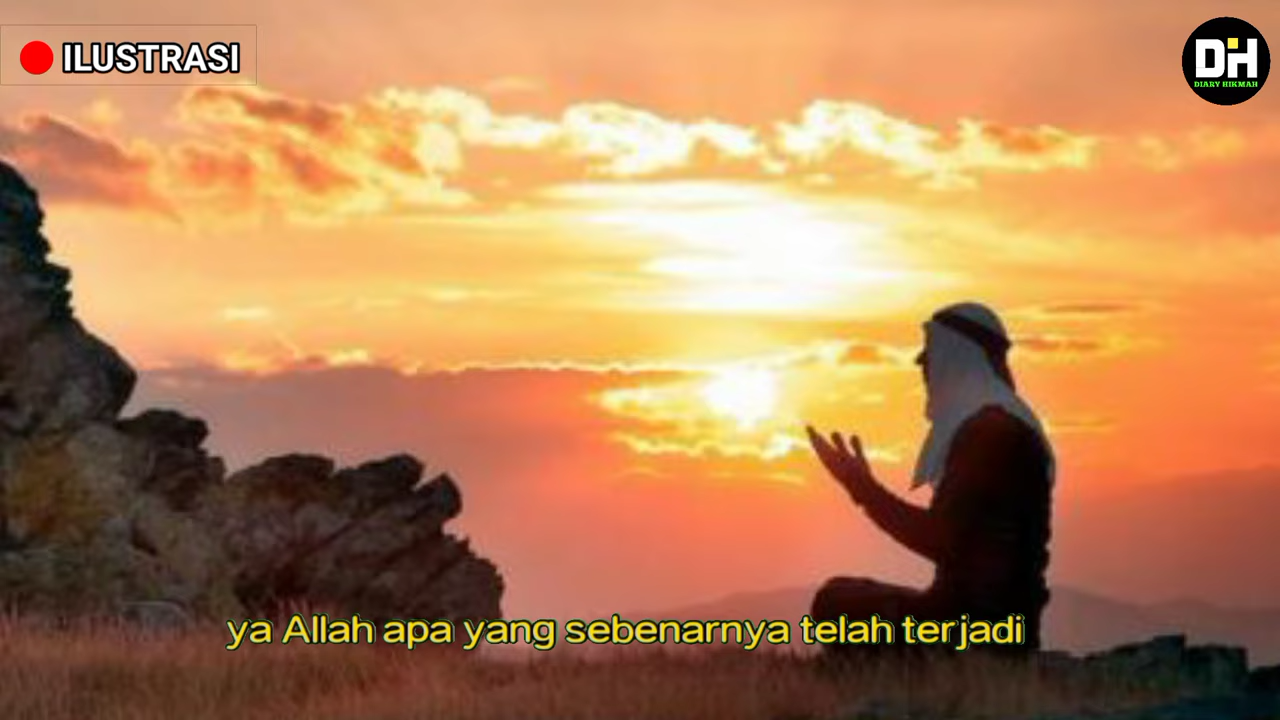 ILUSTRASI
DH
DIARY HIKMAH
ya Allah apa yang sebenarnya telah terjadi